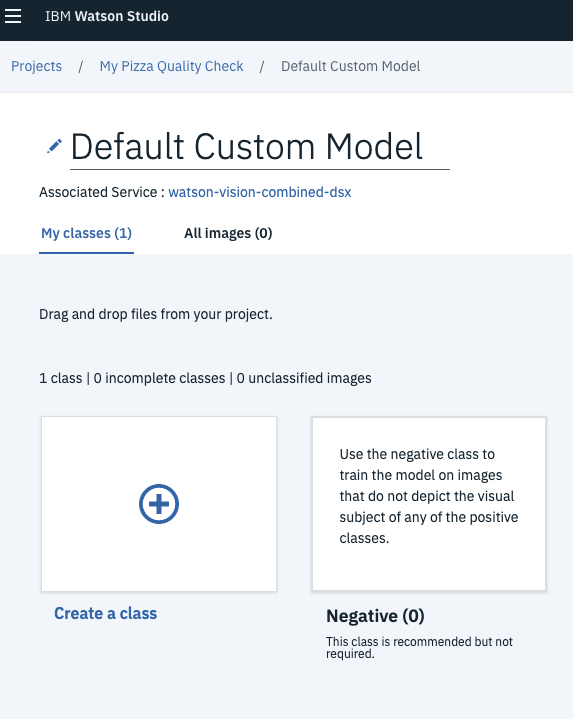 IBM Watson Studio
Projects / My Pizza Quality Check / Default Custom Model
Default Custom Model
Associated Service : watson-vision-combined-dsx
My classes (1) All images (0)
Drag and drop files from your project.
1 class | 0 incomplete classes | 0 unclassified images
Use the negative class to
train the model on images
that do not depict the visual
subject of any of the positive
classes.
Create a class
Negative (0)
This class is recommended but not
required.